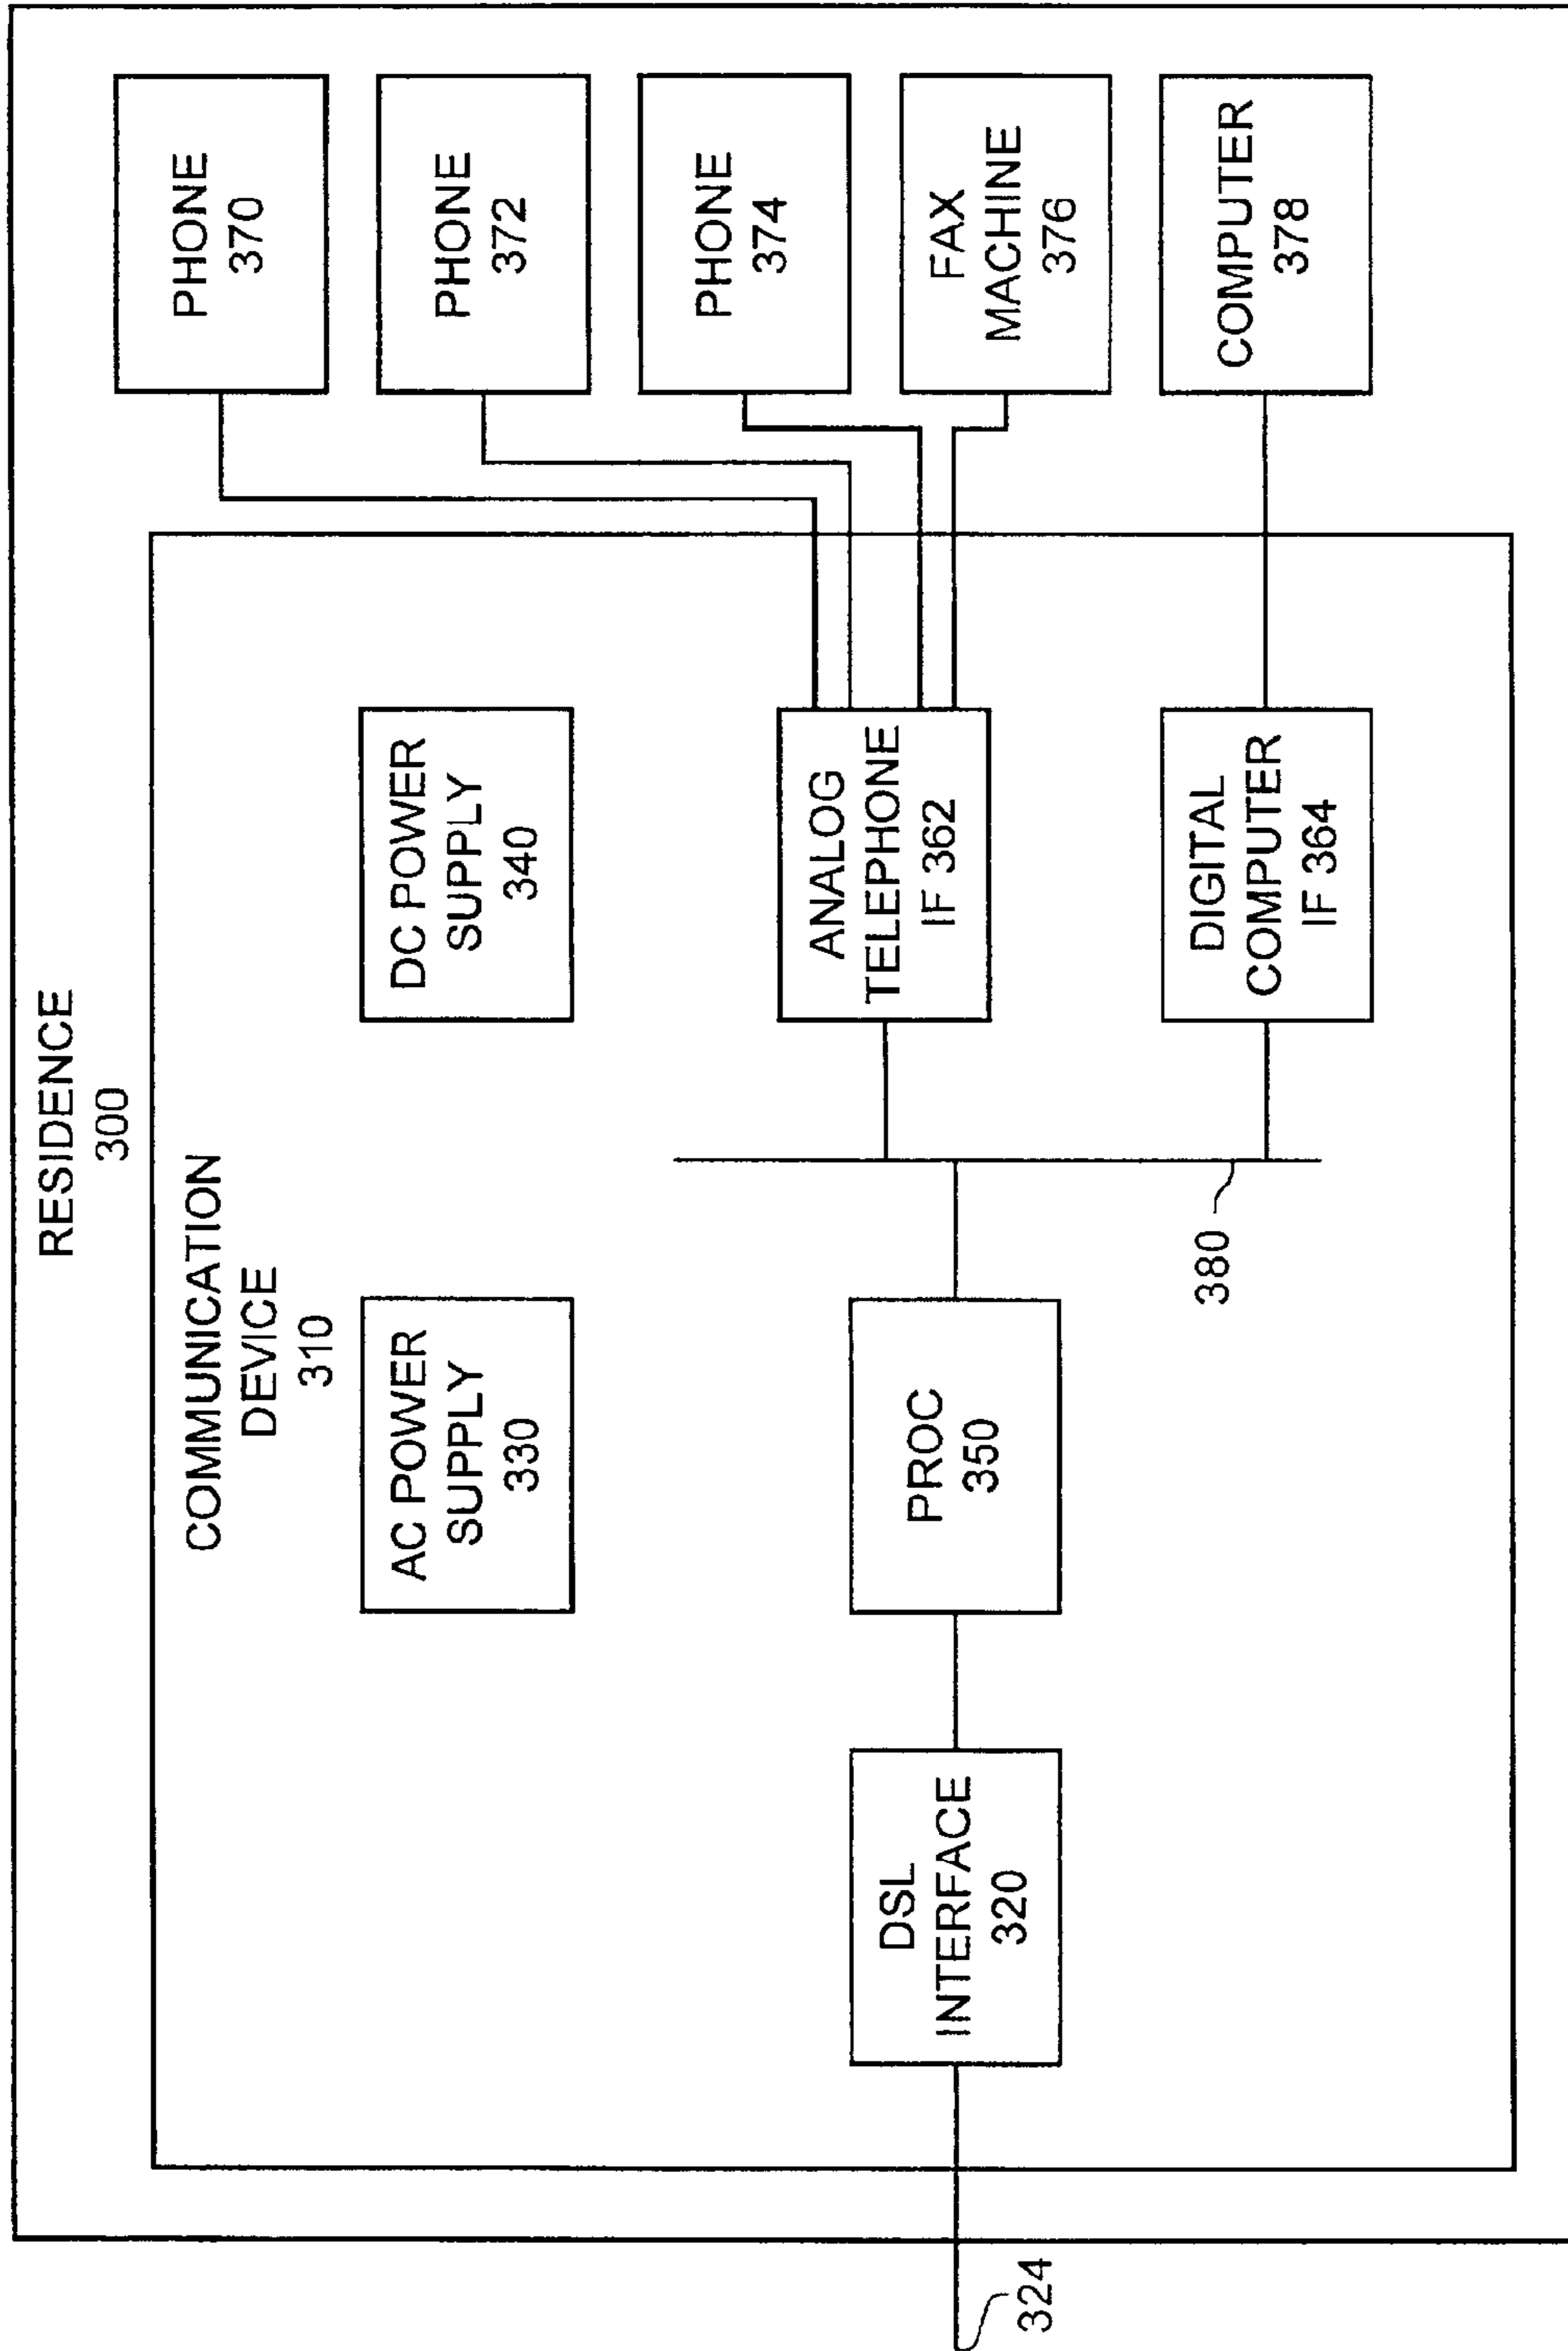 RESIDENCE
300
COMMUNICATION
DEVICE
310
AC POWER
SUPPLY
330
DC POWER
SUPPLY
340
DSL
INTERFACE
320
PROC
350
ANALOG
TELEPHONE
IF 362
DIGITAL
COMPUTER
IF 364
PHONE
370
PHONE
372
PHONE
374
FAX
MACHINE
376
COMPUTER
378
380
324